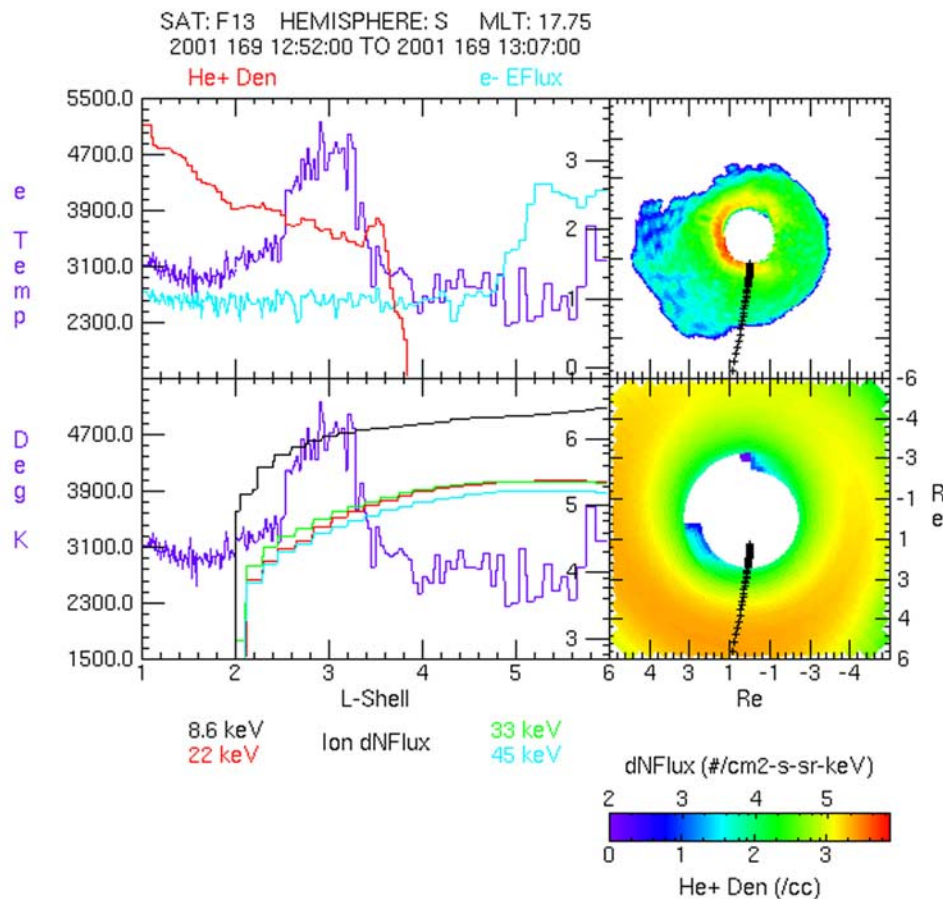 SAT: F13 HEMISPHERE: S MLT: 17.75
2001 169 12:52:00 TO 2001 169 13:07:00
He+ Den e- EFlux
5500.0
4700.0
3900.0
3100.0
2300.0
3
2
1
0
e Temp
4700.0
3900.0
3100.0
2300.0
1500.0
6
5
4
3
Deg K
1 2 3 4 5 6
L-Shell
-6
-4
-3
-1
1
3
4
6
Re
6 4 3 1 -1 -3 -4
Re
8.6 keV
22 keV
Ion dNFlux
33 keV
45 keV
dNFlux (#/cm2-s-sr-keV)
2 3 4 5
0 1 2 3
He+ Den (/cc)